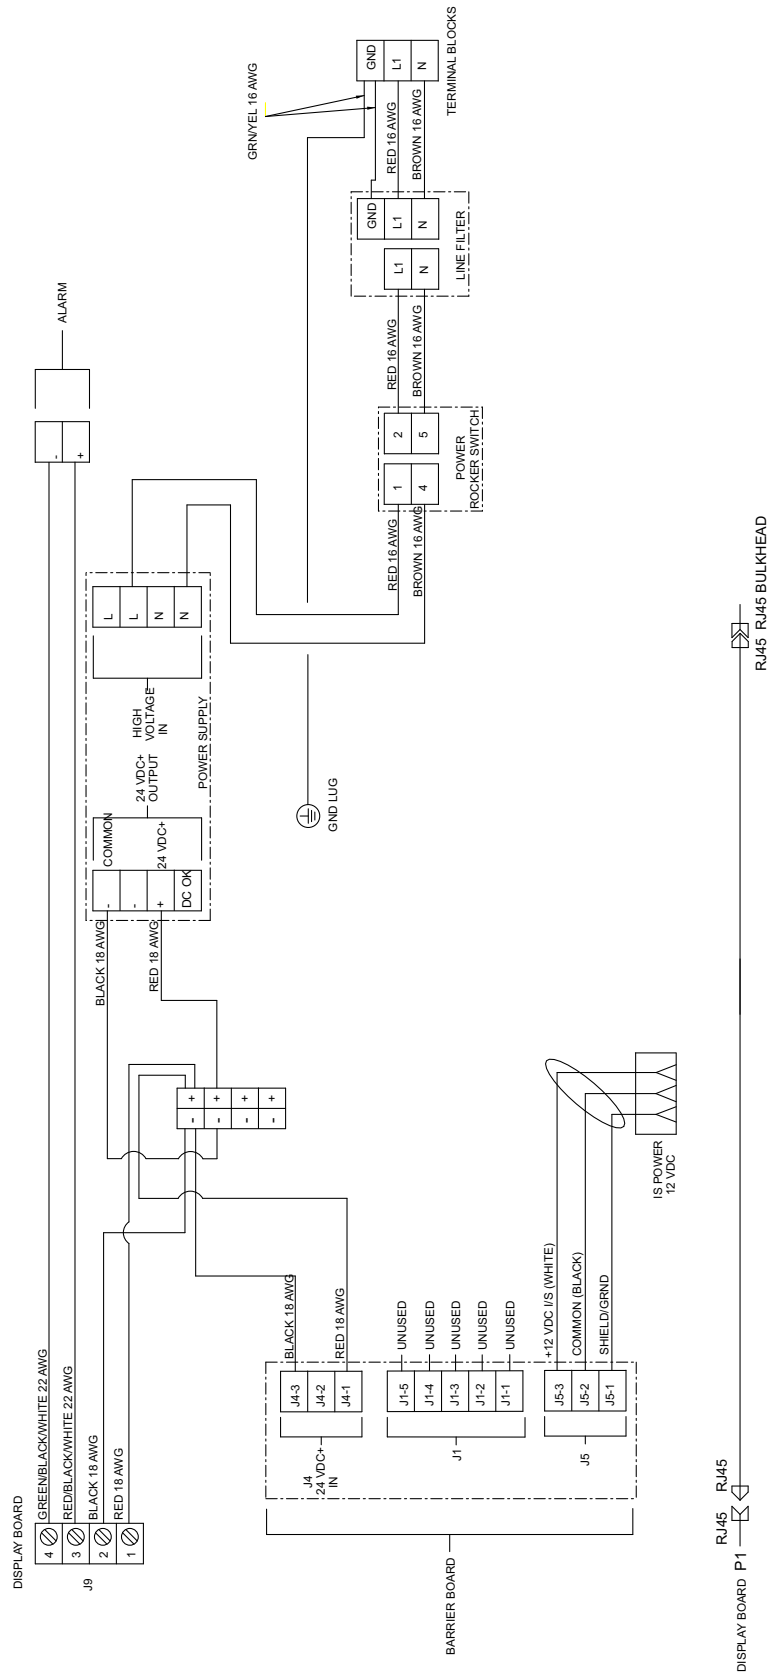 DISPLAY BOARD
J9
4
3
2
1
GREEN/BLACK/WHITE 22 AWG
RED/BLACK/WHITE 22 AWG
BLACK 18 AWG
RED 18 AWG
-
+
ALARM
BARRIER BOARD
J4
24 VDC+
IN
J4-3
J4-2
J4-1
BLACK 18 AWG
RED 18 AWG
J1
J1-5
J1-4
J1-3
J1-2
J1-1
UNUSED
UNUSED
UNUSED
UNUSED
UNUSED
J5
J5-3
J5-2
J5-1
+12 VDC I/S (WHITE)
COMMON (BLACK)
SHIELD/GRND
IS POWER
12 VDC
- +
- +
- +
- +
BLACK 18 AWG
RED 18 AWG
-
-
+
DC OK
COMMON
24 VDC+
24 VDC+
OUTPUT
HIGH
VOLTAGE
IN
POWER SUPPLY
L
L
N
N
GND LUG
RED 16 AWG
BROWN 16 AWG
1
4
2
5
POWER
ROCKER SWITCH
RED 16 AWG
BROWN 16 AWG
L1
N
GND
L1
N
LINE FILTER
GRN/YEL 16 AWG
RED 16 AWG
BROWN 16 AWG
GND
L1
N
TERMINAL BLOCKS
DISPLAY BOARD P1
RJ45
RJ45
RJ45 RJ45 BULKHEAD